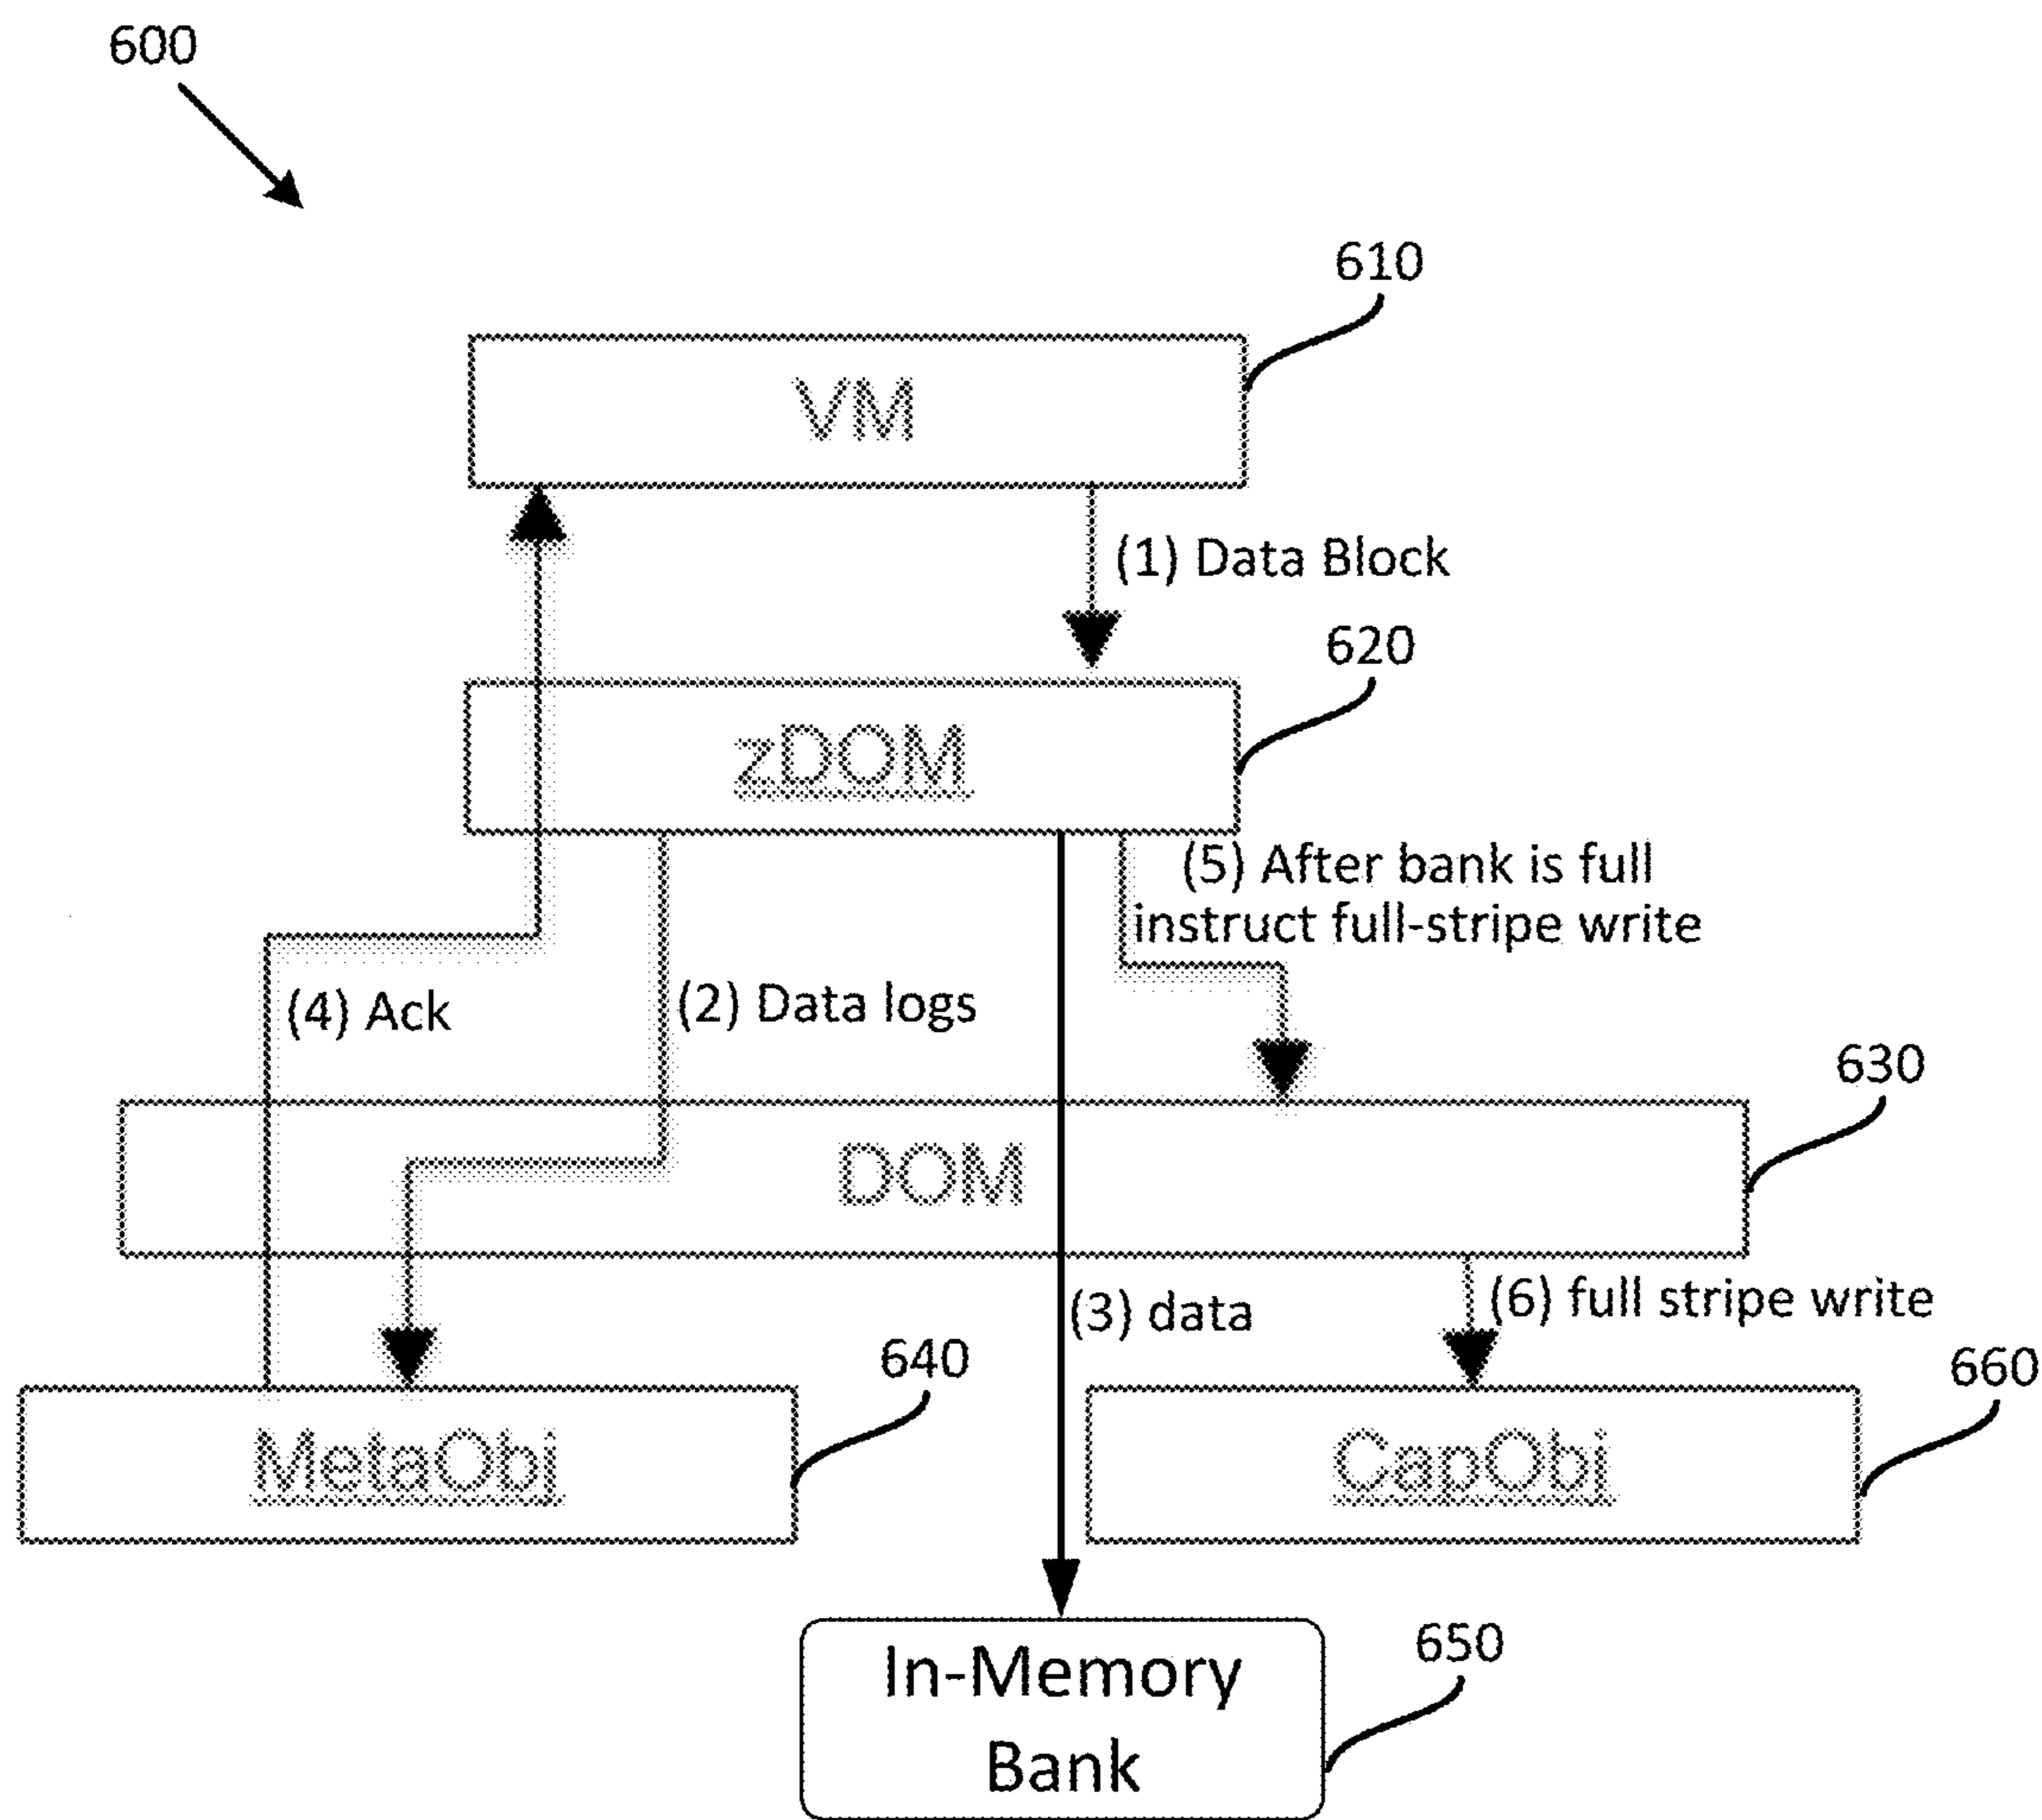 600
610
VM
(1) Data Block
620
zDOM
(5) After bank is full
instruct full-stripe write
(2) Data logs
(4) Ack
630
DOM
(3) data
(6) full stripe write
640
660
MetaObj
CapObj
650
In-Memory
Bank